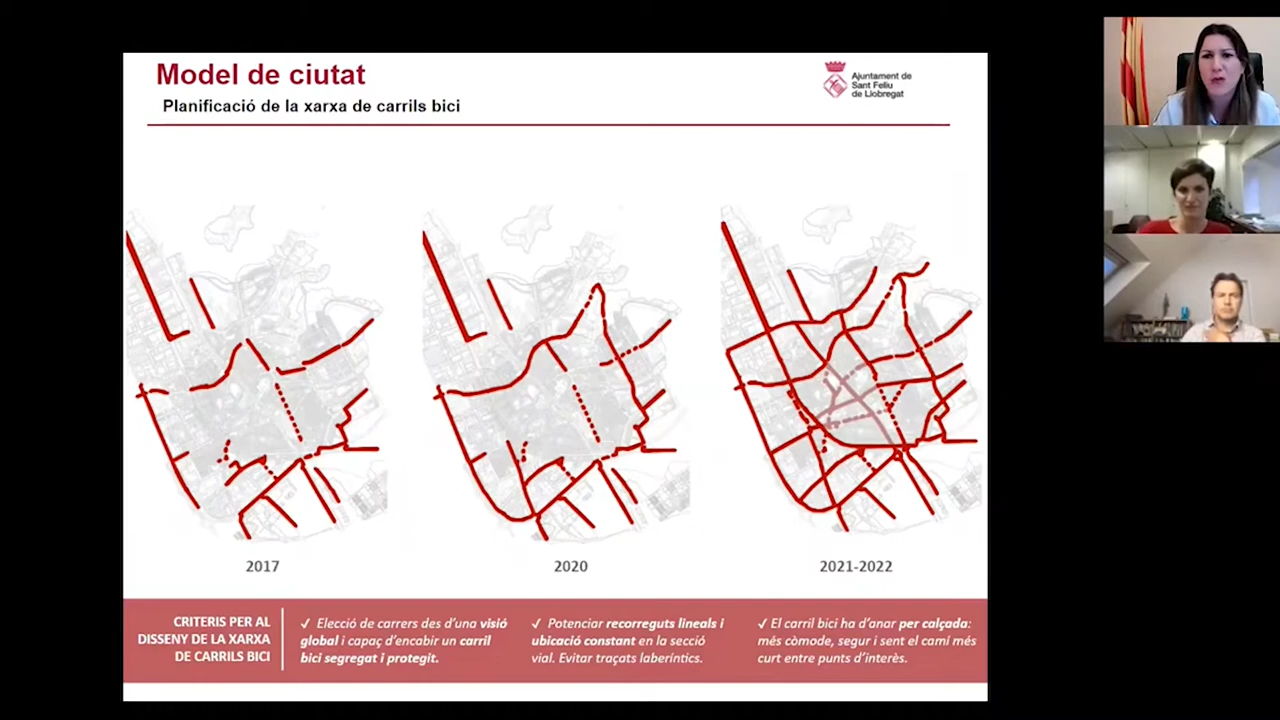 Model de ciutat
Planificació de la xarxa de carrils bici
Ajuntament de
Sant Feliu
de Llobregat
2017
2020
2021-2022
CRITERIS PER AL
DISSENY DE LA XARXA
DE CARRILS BICI
✓ Elecció de carrers des d'una visió
global i capaç d'encabir un carril
bici segregat i protegit.
✓ Potenciar recorreguts lineals i
ubicació constant en la secció
vial. Evitar traçats laberíntics.
✓ El carril bici ha d'anar per calçada:
més còmode, segur i sent el camí més
curt entre punts d'interès.